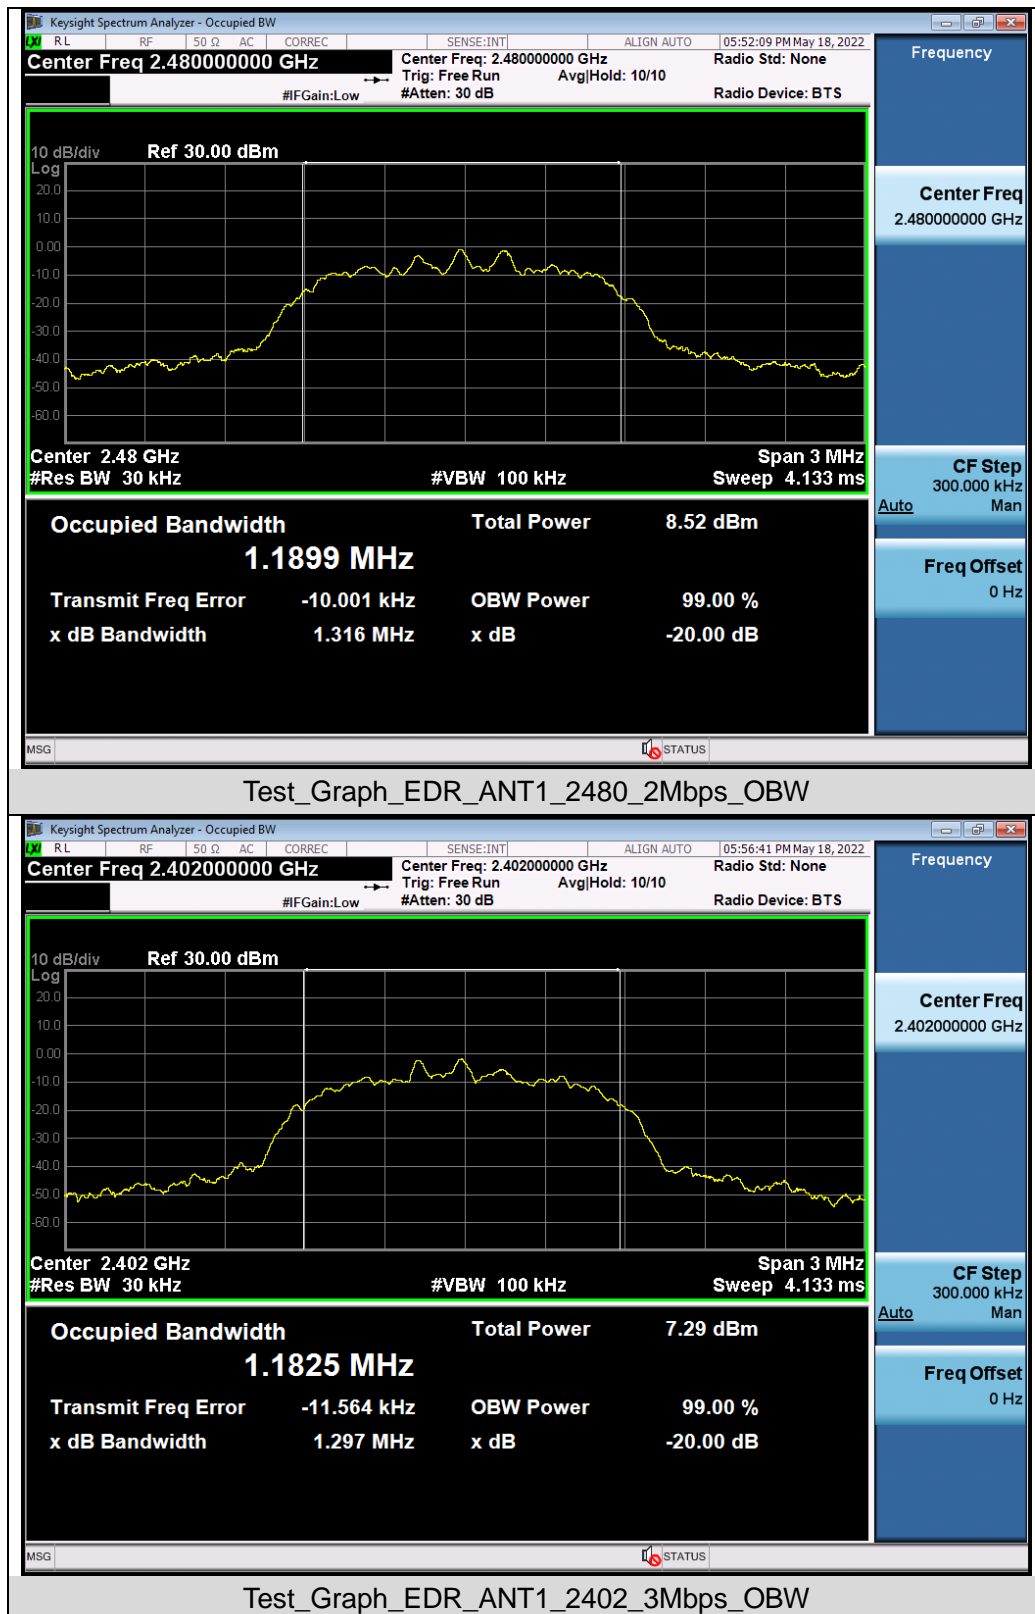 Keysight Spectrum Analyzer - Occupied BW
LXI RL RF 50 Ω AC CORREC SENSE:INT ALIGN AUTO 05:52:09 PM May 18, 2022
Center Freq 2.480000000 GHz
Center Freq: 2.480000000 GHz Radio Std: None
Trig: Free Run Avg|Hold: 10/10
#IFGain:Low #Atten: 30 dB Radio Device: BTS
Frequency
10 dB/div Ref 30.00 dBm
Log
20.0
10.0
0.00
-10.0
-20.0
-30.0
-40.0
-50.0
-60.0
Center 2.48 GHz Span 3 MHz
#Res BW 30 kHz #VBW 100 kHz Sweep 4.133 ms
Center Freq
2.480000000 GHz
CF Step
300.000 kHz
Auto Man
Freq Offset
0 Hz
Occupied Bandwidth Total Power 8.52 dBm
1.1899 MHz
Transmit Freq Error -10.001 kHz OBW Power 99.00 %
x dB Bandwidth 1.316 MHz x dB -20.00 dB
MSG STATUS
Test_Graph_EDR_ANT1_2480_2Mbps_OBW
Keysight Spectrum Analyzer - Occupied BW
LXI RL RF 50 Ω AC CORREC SENSE:INT ALIGN AUTO 05:56:41 PM May 18, 2022
Center Freq 2.402000000 GHz
Center Freq: 2.402000000 GHz Radio Std: None
Trig: Free Run Avg|Hold: 10/10
#IFGain:Low #Atten: 30 dB Radio Device: BTS
Frequency
10 dB/div Ref 30.00 dBm
Log
20.0
10.0
0.00
-10.0
-20.0
-30.0
-40.0
-50.0
-60.0
Center 2.402 GHz Span 3 MHz
#Res BW 30 kHz #VBW 100 kHz Sweep 4.133 ms
Center Freq
2.402000000 GHz
CF Step
300.000 kHz
Auto Man
Freq Offset
0 Hz
Occupied Bandwidth Total Power 7.29 dBm
1.1825 MHz
Transmit Freq Error -11.564 kHz OBW Power 99.00 %
x dB Bandwidth 1.297 MHz x dB -20.00 dB
MSG STATUS
Test_Graph_EDR_ANT1_2402_3Mbps_OBW